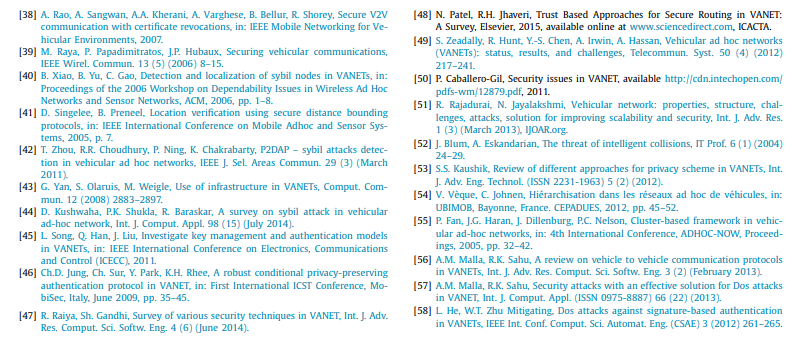 [38] A. Rao, A. Sangwan, A.A. Kherani, A. Varghese, B. Bellur, R. Shorey, Secure V2V
communication with certificate revocations, in: IEEE Mobile Networking for Ve-
hicular Environments, 2007.
[39] M. Raya, P. Papadimitratos, J.P. Hubaux, Securing vehicular communications,
IEEE Wirel. Commun. 13 (5) (2006) 8–15.
[40] B. Xiao, B. Yu, C. Gao, Detection and localization of sybil nodes in VANETs, in:
Proceedings of the 2006 Workshop on Dependability Issues in Wireless Ad Hoc
Networks and Sensor Networks, ACM, 2006, pp. 1–8.
[41] D. Singelee, B. Preneel, Location verification using secure distance bounding
protocols, in: IEEE International Conference on Mobile Adhoc and Sensor Sys-
tems, 2005, p. 7.
[42] T. Zhou, R.R. Choudhury, P. Ning, K. Chakrabarty, P2DAP – sybil attacks detec-
tion in vehicular ad hoc networks, IEEE J. Sel. Areas Commun. 29 (3) (March
2011).
[43] G. Yan, S. Olaruis, M. Weigle, Use of infrastructure in VANETs, Comput. Com-
mun. 12 (2008) 2883–2897.
[44] D. Kushwaha, P.K. Shukla, R. Baraskar, A survey on sybil attack in vehicular
ad-hoc network, Int. J. Comput. Appl. 98 (15) (July 2014).
[45] L. Song, Q. Han, J. Liu, Investigate key management and authentication models
in VANETs, in: IEEE International Conference on Electronics, Communications
and Control (ICECC), 2011.
[46] Ch.D. Jung, Ch. Sur, Y. Park, K.H. Rhee, A robust conditional privacy-preserving
authentication protocol in VANET, in: First International ICST Conference, Mo-
biSec, Italy, June 2009, pp. 35–45.
[47] R. Raiya, Sh. Gandhi, Survey of various security techniques in VANET, Int. J. Adv.
Res. Comput. Sci. Softw. Eng. 4 (6) (June 2014).
[48] N. Patel, R.H. Jhaveri, Trust Based Approaches for Secure Routing in VANET:
A Survey, Elsevier, 2015, available online at www.sciencedirect.com, ICACTA.
[49] S. Zeadally, R. Hunt, Y.-S. Chen, A. Irwin, A. Hassan, Vehicular ad hoc networks
(VANETs): status, results, and challenges, Telecommun. Syst. 50 (4) (2012)
217–241.
[50] P. Caballero-Gil, Security issues in VANET, available http://cdn.intechopen.com/
pdfs-wm/12879.pdf, 2011.
[51] R. Rajadurai, N. Jayalakshmi, Vehicular network: properties, structure, chal-
lenges, attacks, solution for improving scalability and security, Int. J. Adv. Res.
1 (3) (March 2013), IJOAR.org.
[52] J. Blum, A. Eskandarian, The threat of intelligent collisions, IT Prof. 6 (1) (2004)
24–29.
[53] S.S. Kaushik, Review of different approaches for privacy scheme in VANETs, Int.
J. Adv. Eng. Technol. (ISSN 2231-1963) 5 (2) (2012).
[54] V. Vèque, C. Johnen, Hiérarchisation dans les réseaux ad hoc de véhicules, in:
UBIMOB, Bayonne, France. CEPADUES, 2012, pp. 45–52.
[55] P. Fan, J.G. Haran, J. Dillenburg, P.C. Nelson, Cluster-based framework in vehic-
ular ad-hoc networks, in: 4th International Conference, ADHOC-NOW, Proceed-
ings, 2005, pp. 32–42.
[56] A.M. Malla, R.K. Sahu, A review on vehicle to vehicle communication protocols
in VANETs, Int. J. Adv. Res. Comput. Sci. Softw. Eng. 3 (2) (February 2013).
[57] A.M. Malla, R.K. Sahu, Security attacks with an effective solution for Dos attacks
in VANET, Int. J. Comput. Appl. (ISSN 0975-8887) 66 (22) (2013).
[58] L. He, W.T. Zhu Mitigating, Dos attacks against signature-based authentication
in VANETs, IEEE Int. Conf. Comput. Sci. Automat. Eng. (CSAE) 3 (2012) 261–265.